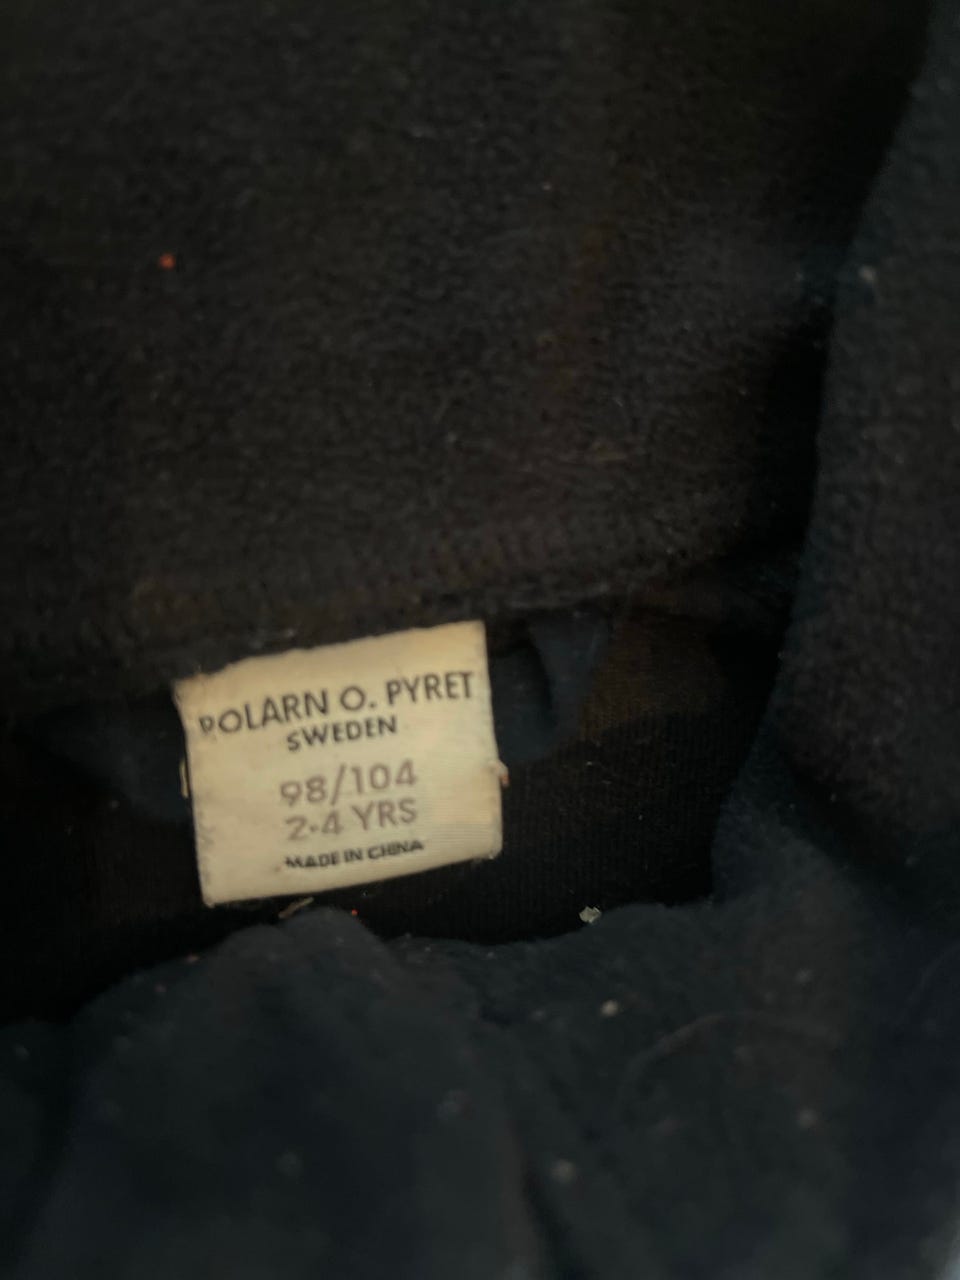 POLARN O. PYRET
SWEDEN
98/104
2-4 YRS
MADE IN CHINA